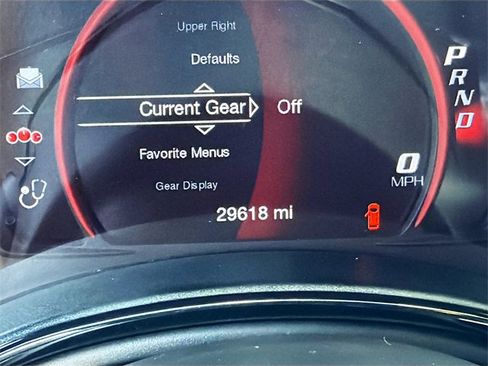 Upper Right
Defaults
Current Gear Off
Favorite Menus
Gear Display
29618 mi
P
R
N
D
0
MPH